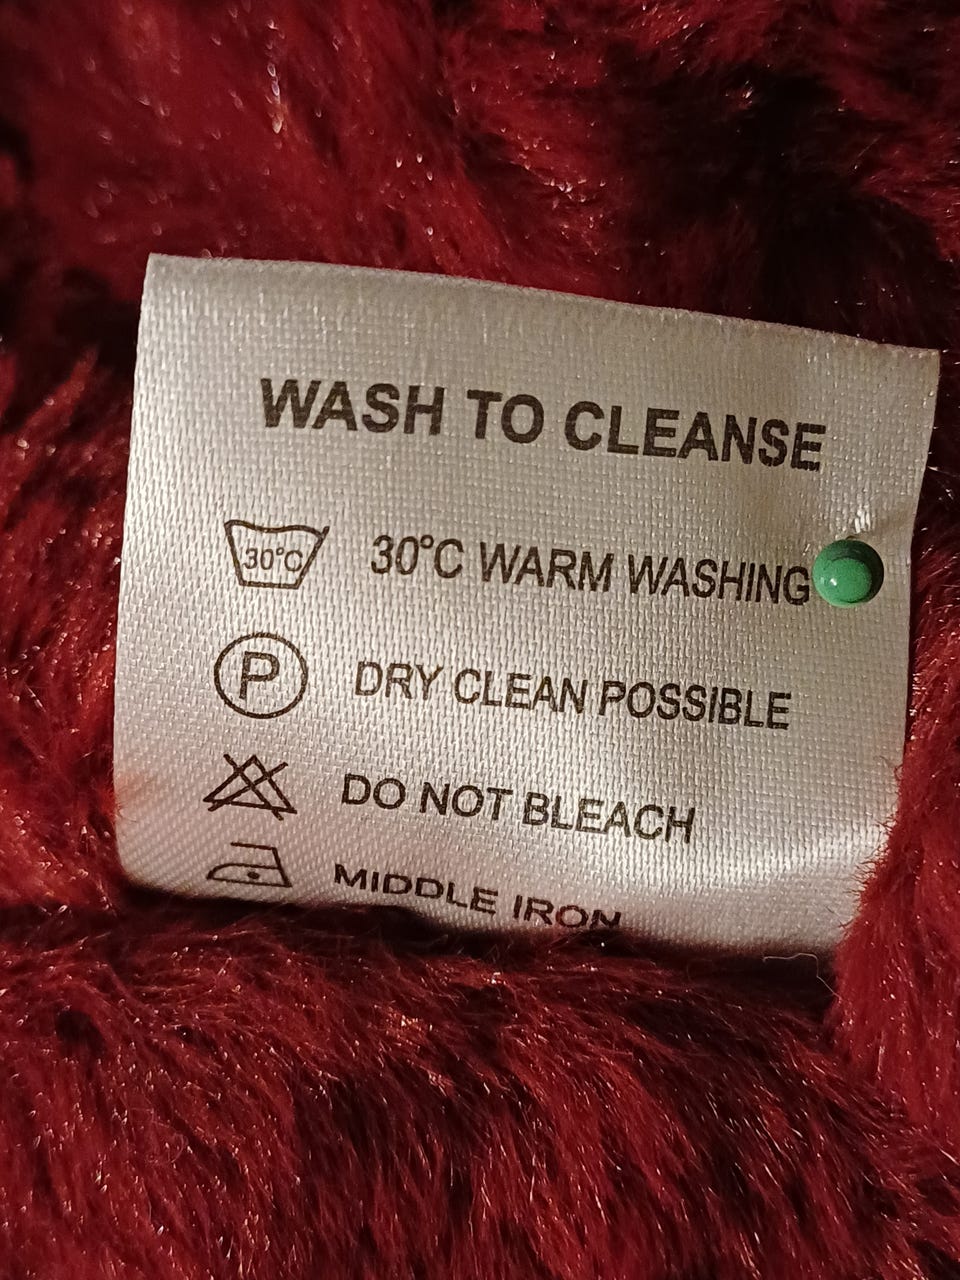 WASH TO CLEANSE
30°C 30°C WARM WASHING
P DRY CLEAN POSSIBLE
DO NOT BLEACH
MIDDLE IRON